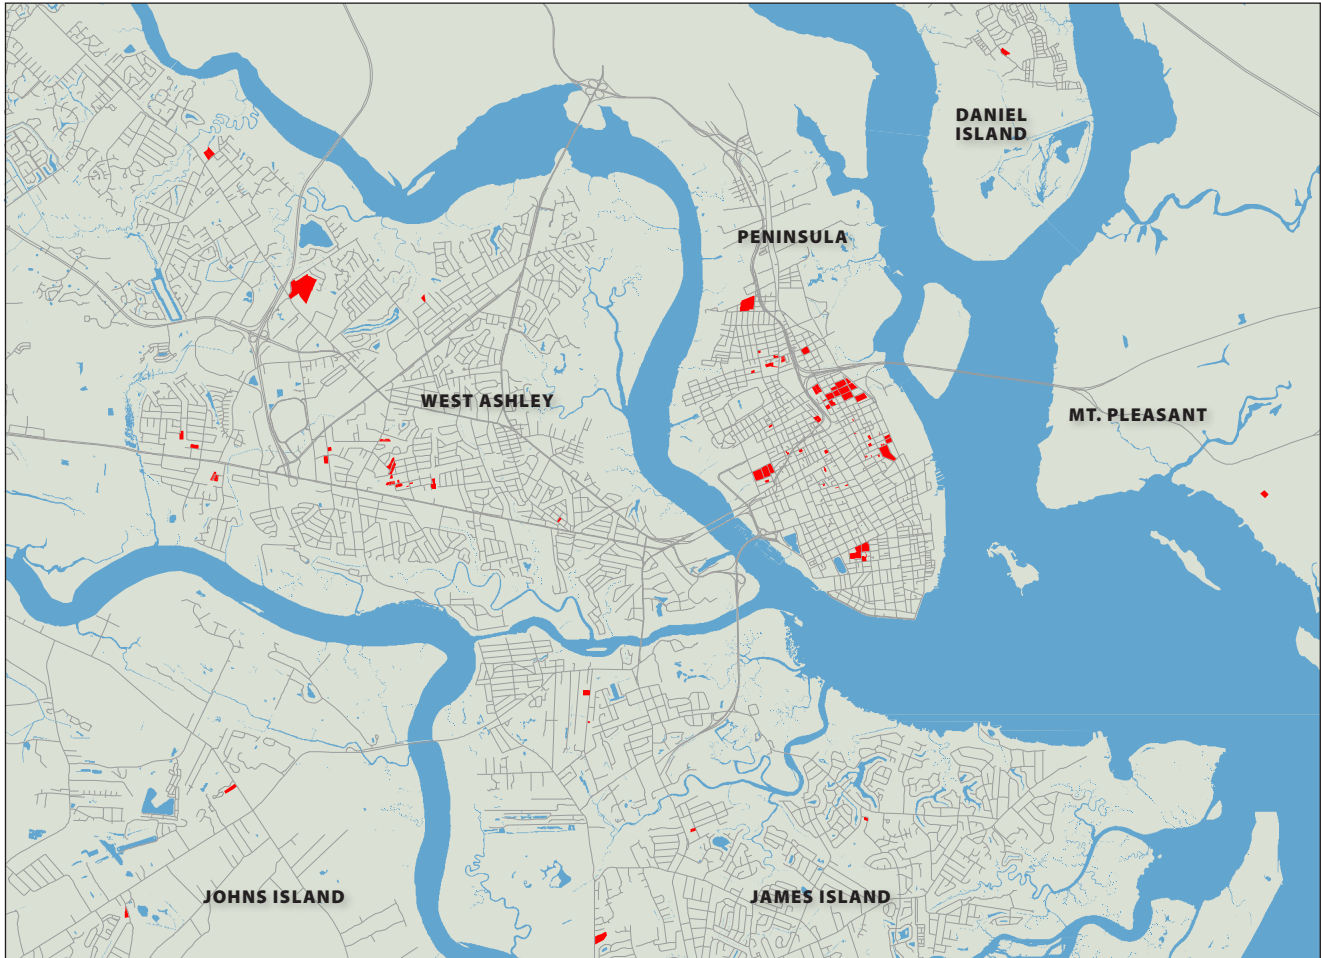 DANIEL
ISLAND
PENINSULA
WEST ASHLEY
MT. PLEASANT
JOHNS ISLAND
JAMES ISLAND